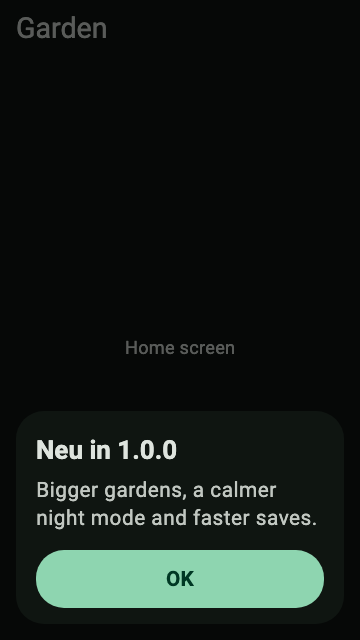 Garden
Home screen
Neu in 1.0.0
Bigger gardens, a calmer
night mode and faster saves.
OK